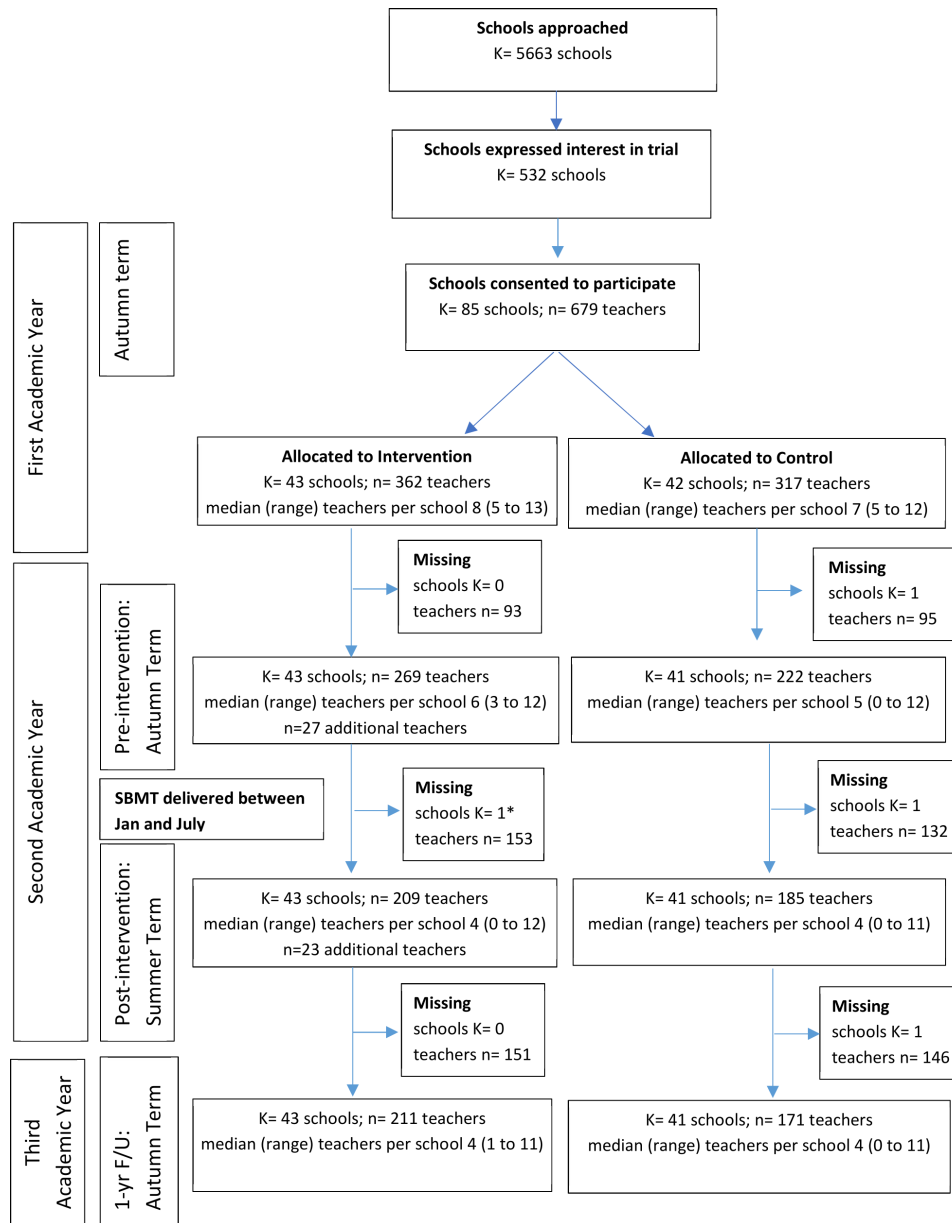 Schools approached
K= 5663 schools
Schools expressed interest in trial
K= 532 schools
First Academic Year
Autumn term
Schools consented to participate
K= 85 schools; n= 679 teachers
Allocated to Intervention
K= 43 schools; n= 362 teachers
median (range) teachers per school 8 (5 to 13)
Allocated to Control
K= 42 schools; n= 317 teachers
median (range) teachers per school 7 (5 to 12)
Missing
schools K= 0
teachers n= 93
Missing
schools K= 1
teachers n= 95
Second Academic Year
Pre-intervention:
Autumn Term
K= 43 schools; n= 269 teachers
median (range) teachers per school 6 (3 to 12)
n=27 additional teachers
K= 41 schools; n= 222 teachers
median (range) teachers per school 5 (0 to 12)
SBMT delivered between
Jan and July
Missing
schools K= 1*
teachers n= 153
Missing
schools K= 1
teachers n= 132
Post-intervention:
Summer Term
K= 43 schools; n= 209 teachers
median (range) teachers per school 4 (0 to 12)
n=23 additional teachers
K= 41 schools; n= 185 teachers
median (range) teachers per school 4 (0 to 11)
Missing
schools K= 0
teachers n= 151
Missing
schools K= 1
teachers n= 146
Third
Academic Year
1-yr F/U:
Autumn Term
K= 43 schools; n= 211 teachers
median (range) teachers per school 4 (1 to 11)
K= 41 schools; n= 171 teachers
median (range) teachers per school 4 (0 to 11)